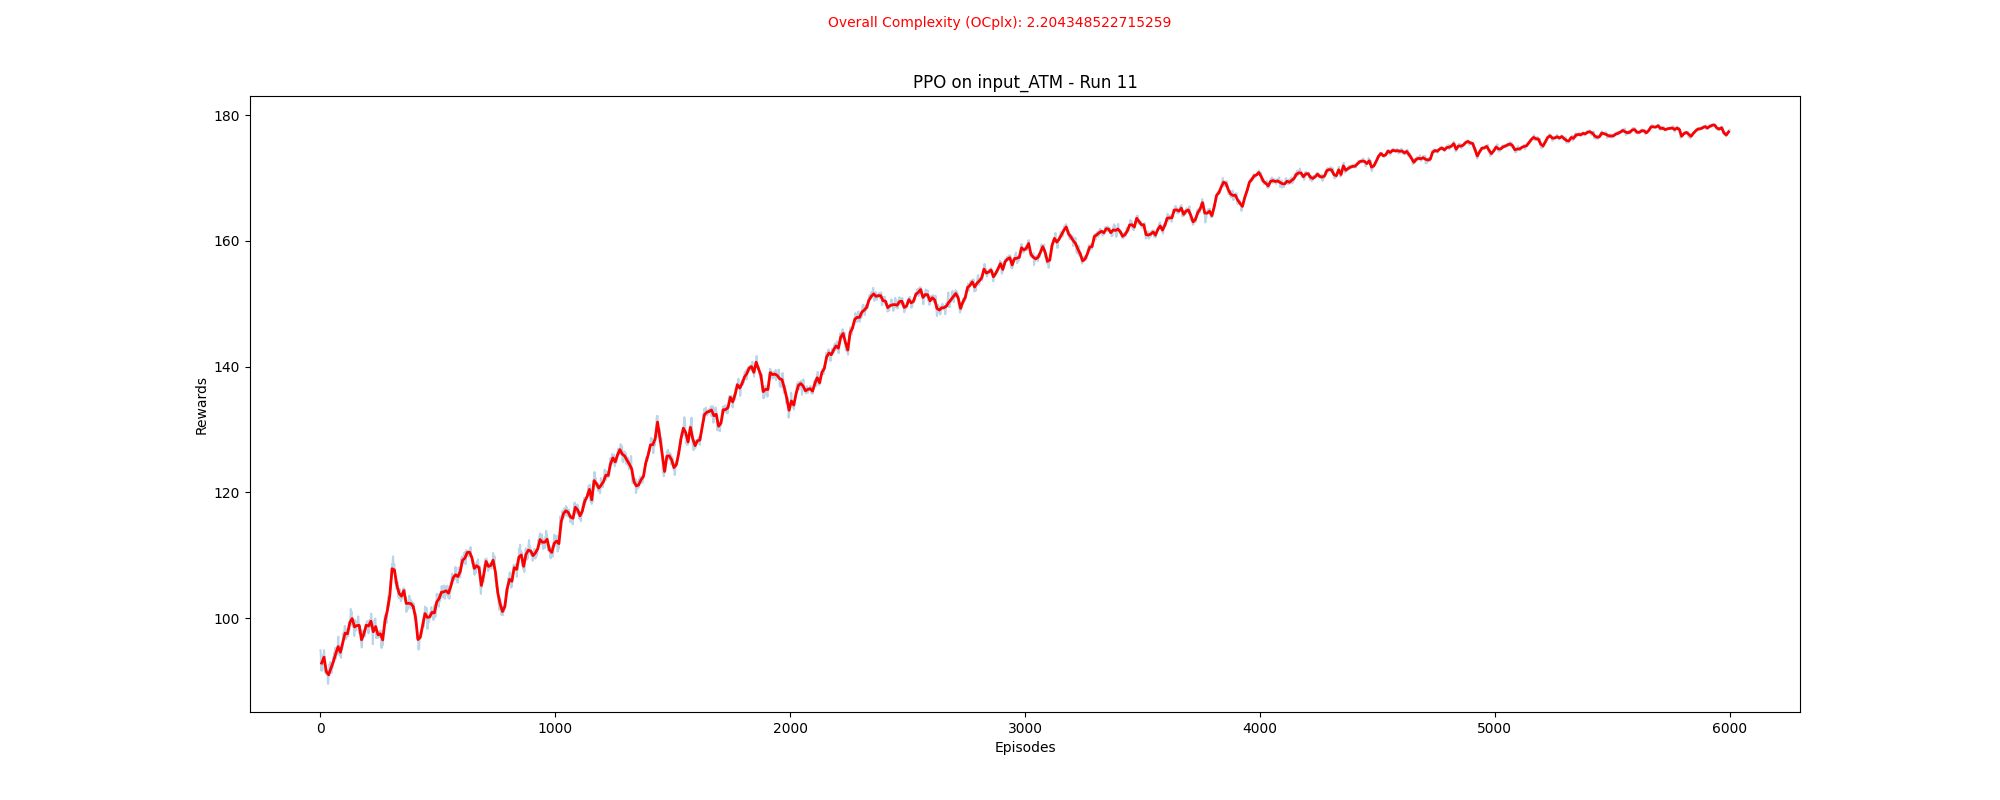 Overall Complexity (OCplx): 2.204348522715259
PPO on input_ATM - Run 11
180
160
140
120
100
Rewards
0 1000 2000 3000 4000 5000 6000
Episodes